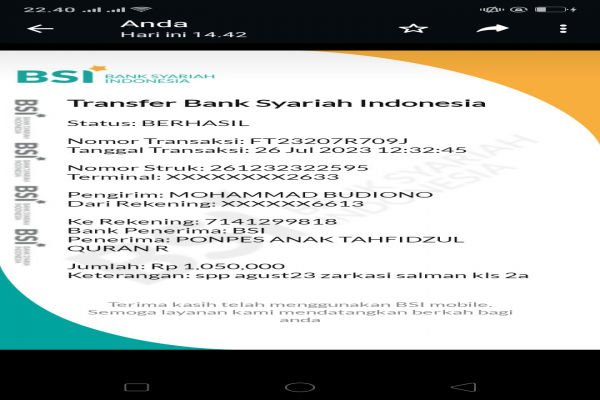 22.40
Anda
Hari ini 14.42
BSI BANK SYARIAH
INDONESIA
Transfer Bank Syariah Indonesia
Status: BERHASIL
Nomor Transaksi: FT23207R709J
Tanggal Transaksi: 26 Jul 2023 12:32:45
Nomor Struk: 261232322595
Terminal: XXXXXXXX2633
Pengirim: MOHAMMAD BUDIONO
Dari Rekening: XXXXXX6613
Ke Rekening: 7141299818
Bank Penerima: BSI
Penerima: PONPES ANAK TAHFIDZUL
QURAN R
Jumlah: Rp 1,050,000
Keterangan: spp agust23 zarkasi salman kls 2a
Terima kasih telah menggunakan BSI mobile.
Semoga layanan kami mendatangkan berkah bagi
anda